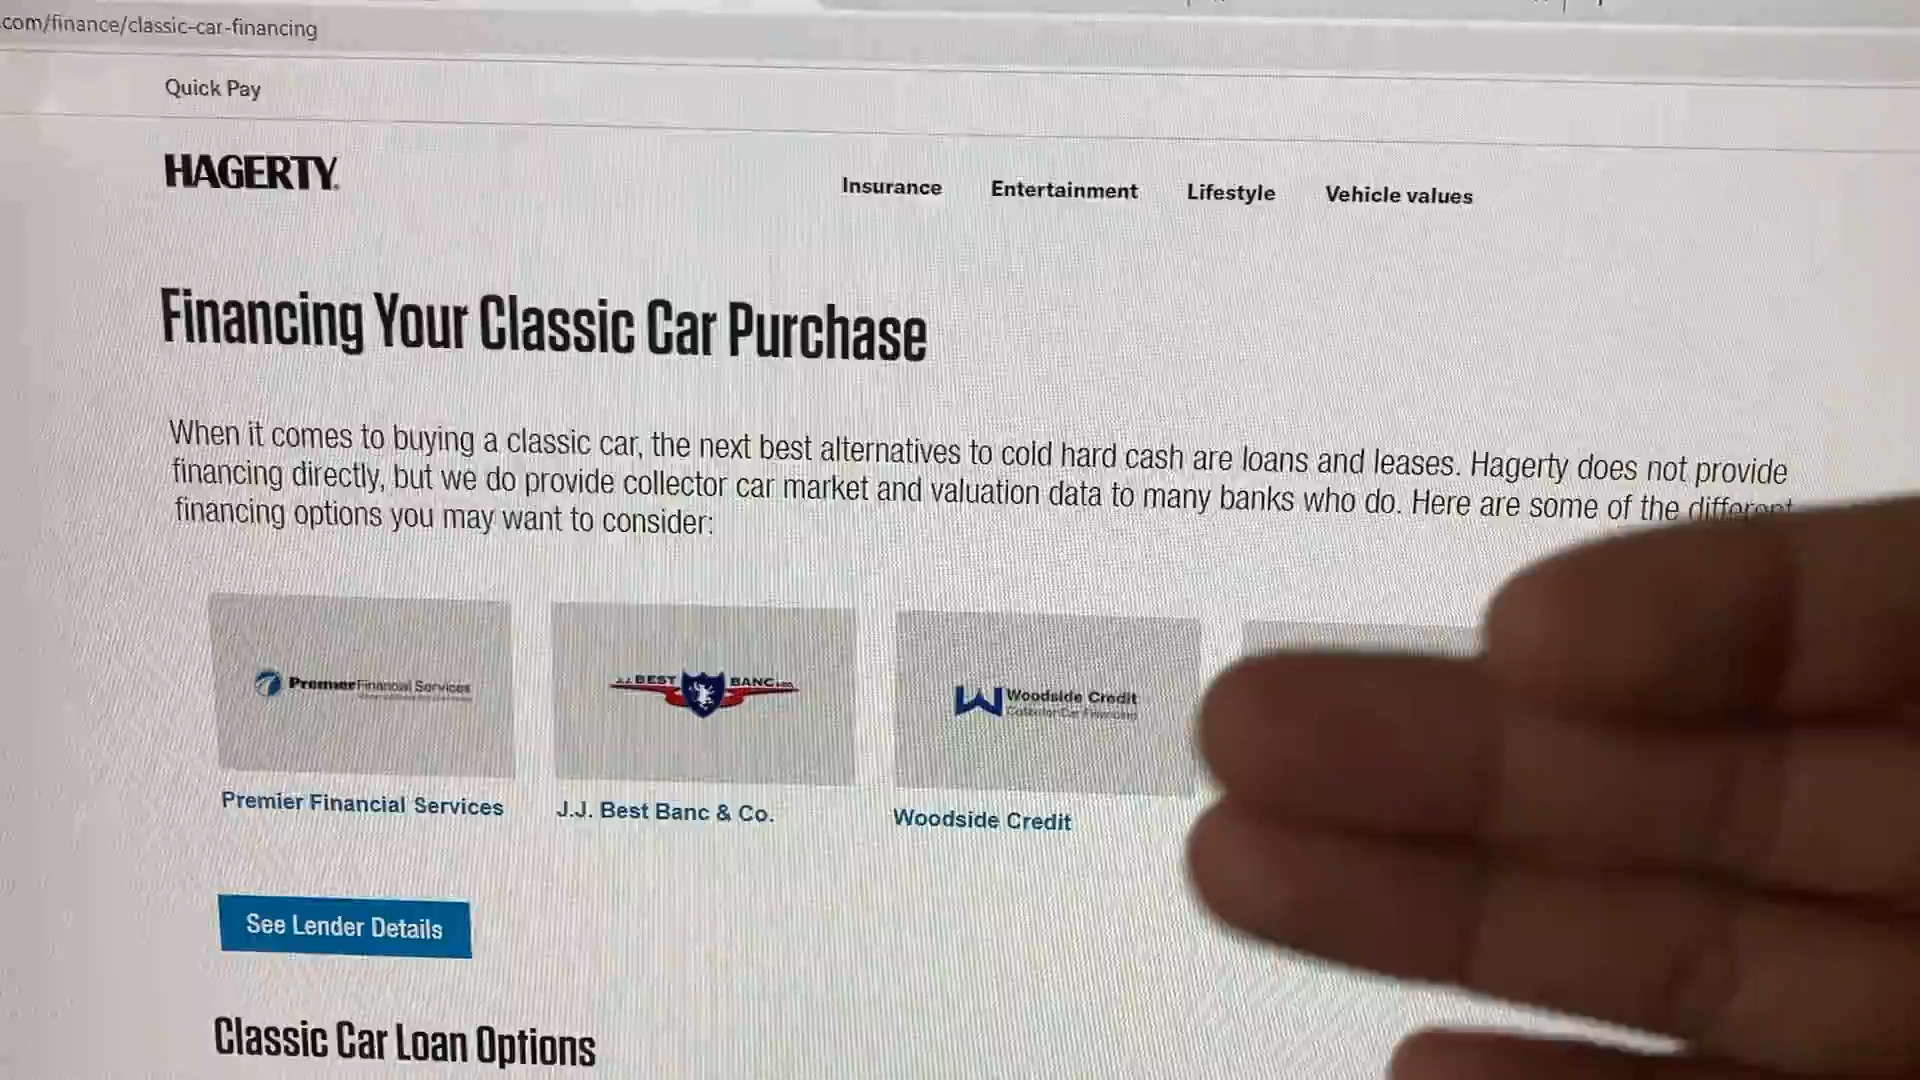 .com/finance/classic-car-financing
Quick Pay
HAGERTY
Insurance Entertainment Lifestyle Vehicle values
Financing Your Classic Car Purchase
When it comes to buying a classic car, the next best alternatives to cold hard cash are loans and leases. Hagerty does not provide
financing directly, but we do provide collector car market and valuation data to many banks who do. Here are some of the different
financing options you may want to consider:
Premier Financial Services
J.J. BEST BANC
Woodside Credit
Collector Car Financing
Premier Financial Services
J.J. Best Banc & Co.
Woodside Credit
See Lender Details
Classic Car Loan Options